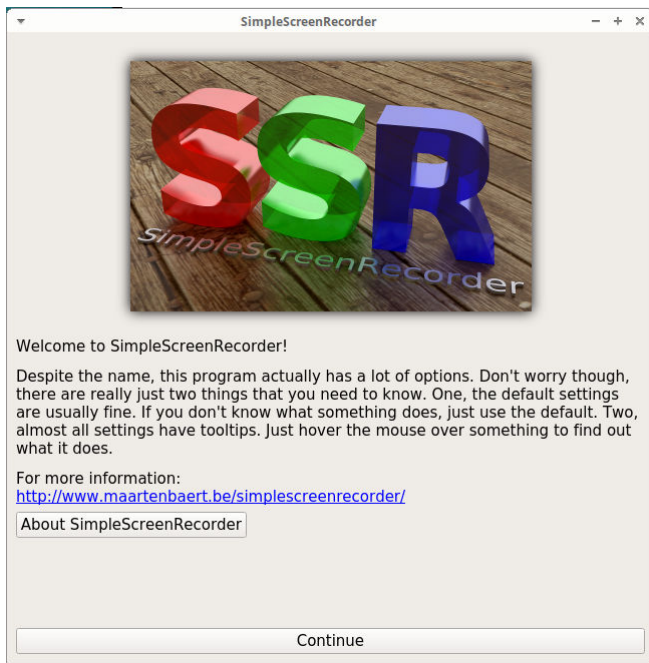 SimpleScreenRecorder
SSR
SimpleScreenRecorder
Welcome to SimpleScreenRecorder!
Despite the name, this program actually has a lot of options. Don't worry though,
there are really just two things that you need to know. One, the default settings
are usually fine. If you don't know what something does, just use the default. Two,
almost all settings have tooltips. Just hover the mouse over something to find out
what it does.
For more information:
http://www.maartenbaert.be/simplescreenrecorder/
About SimpleScreenRecorder
Continue